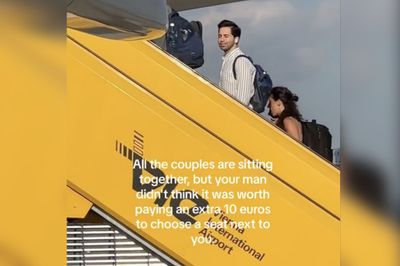 All the couples are sitting
together, but your man
didn't think it was worth
paying an extra 10 euros
to choose a seat next to
you?
Vienna
International
Airport